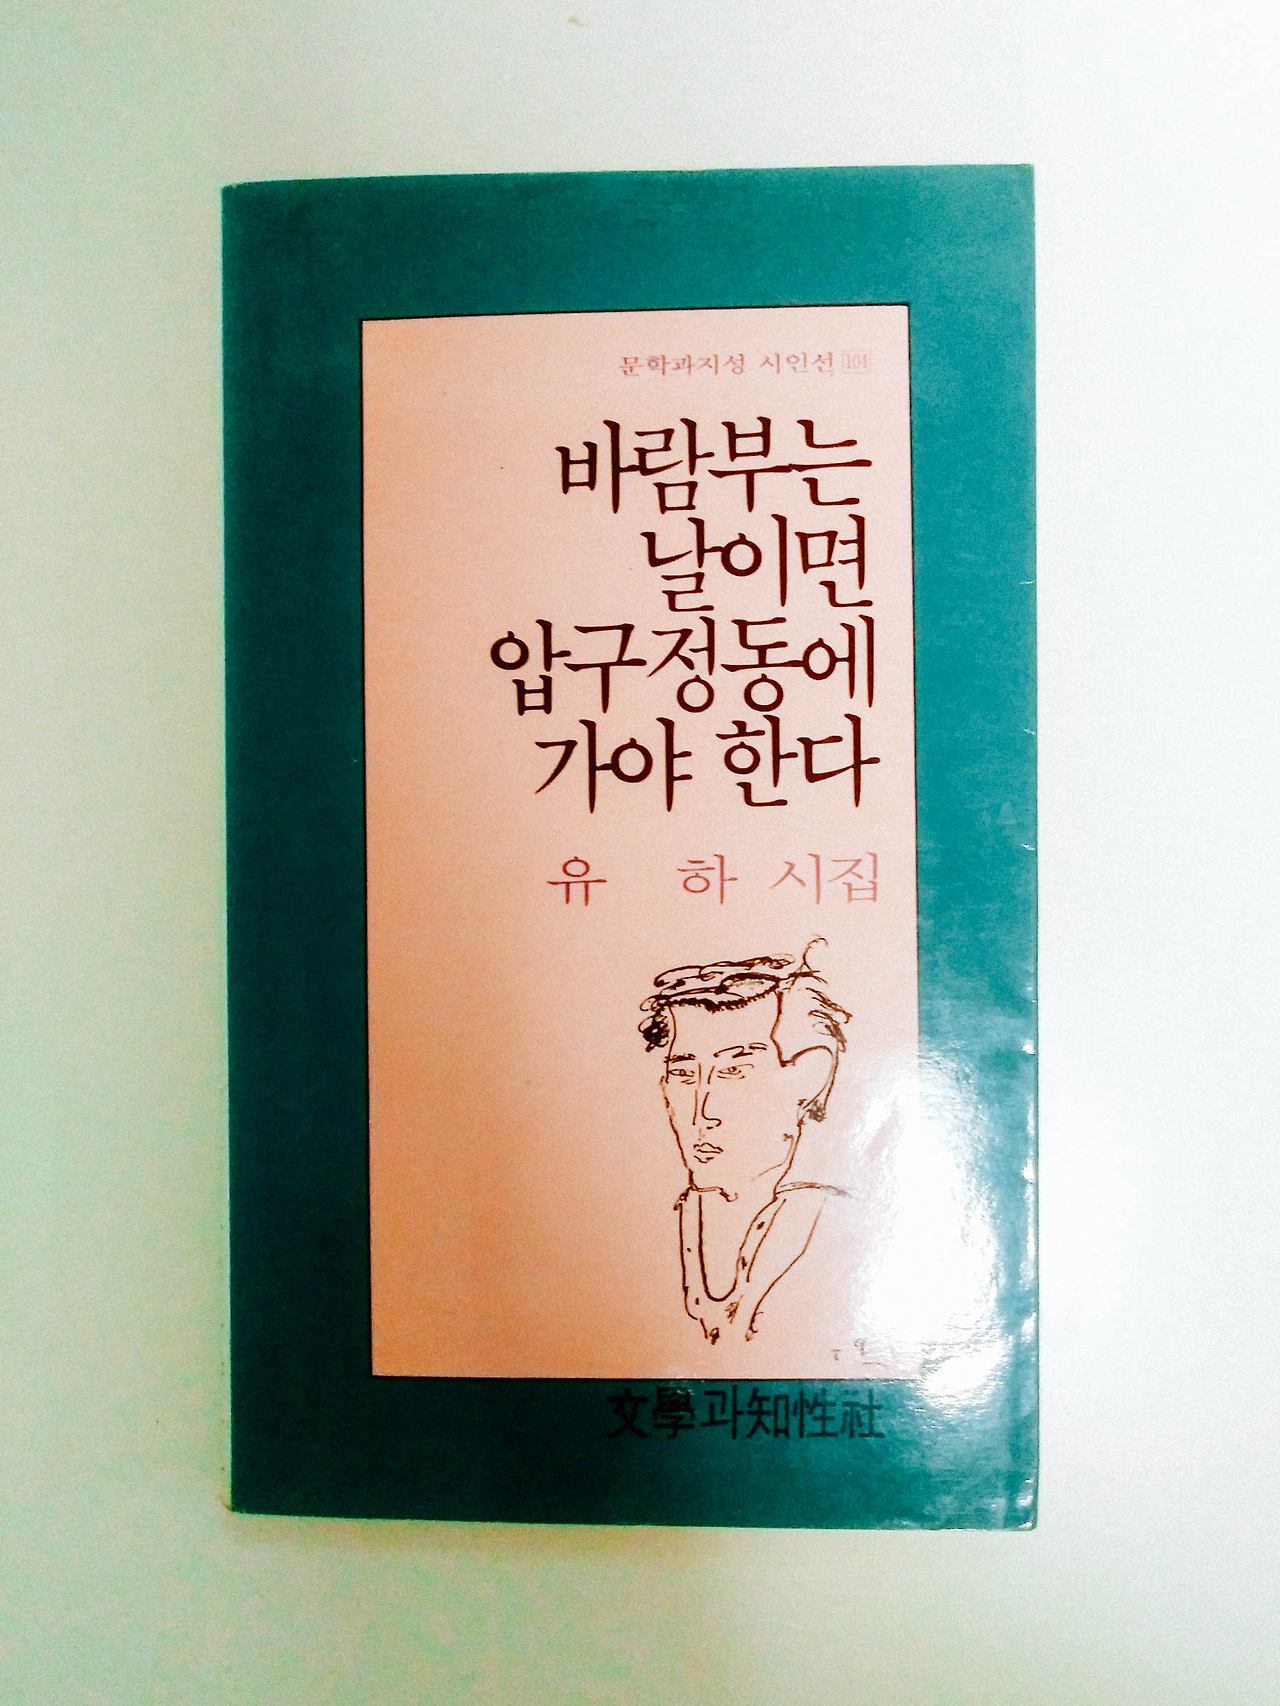 문학과지성 시인선 104
바람부는
날이면
압구정동에
가야 한다
유 하 시집
文學과知性社